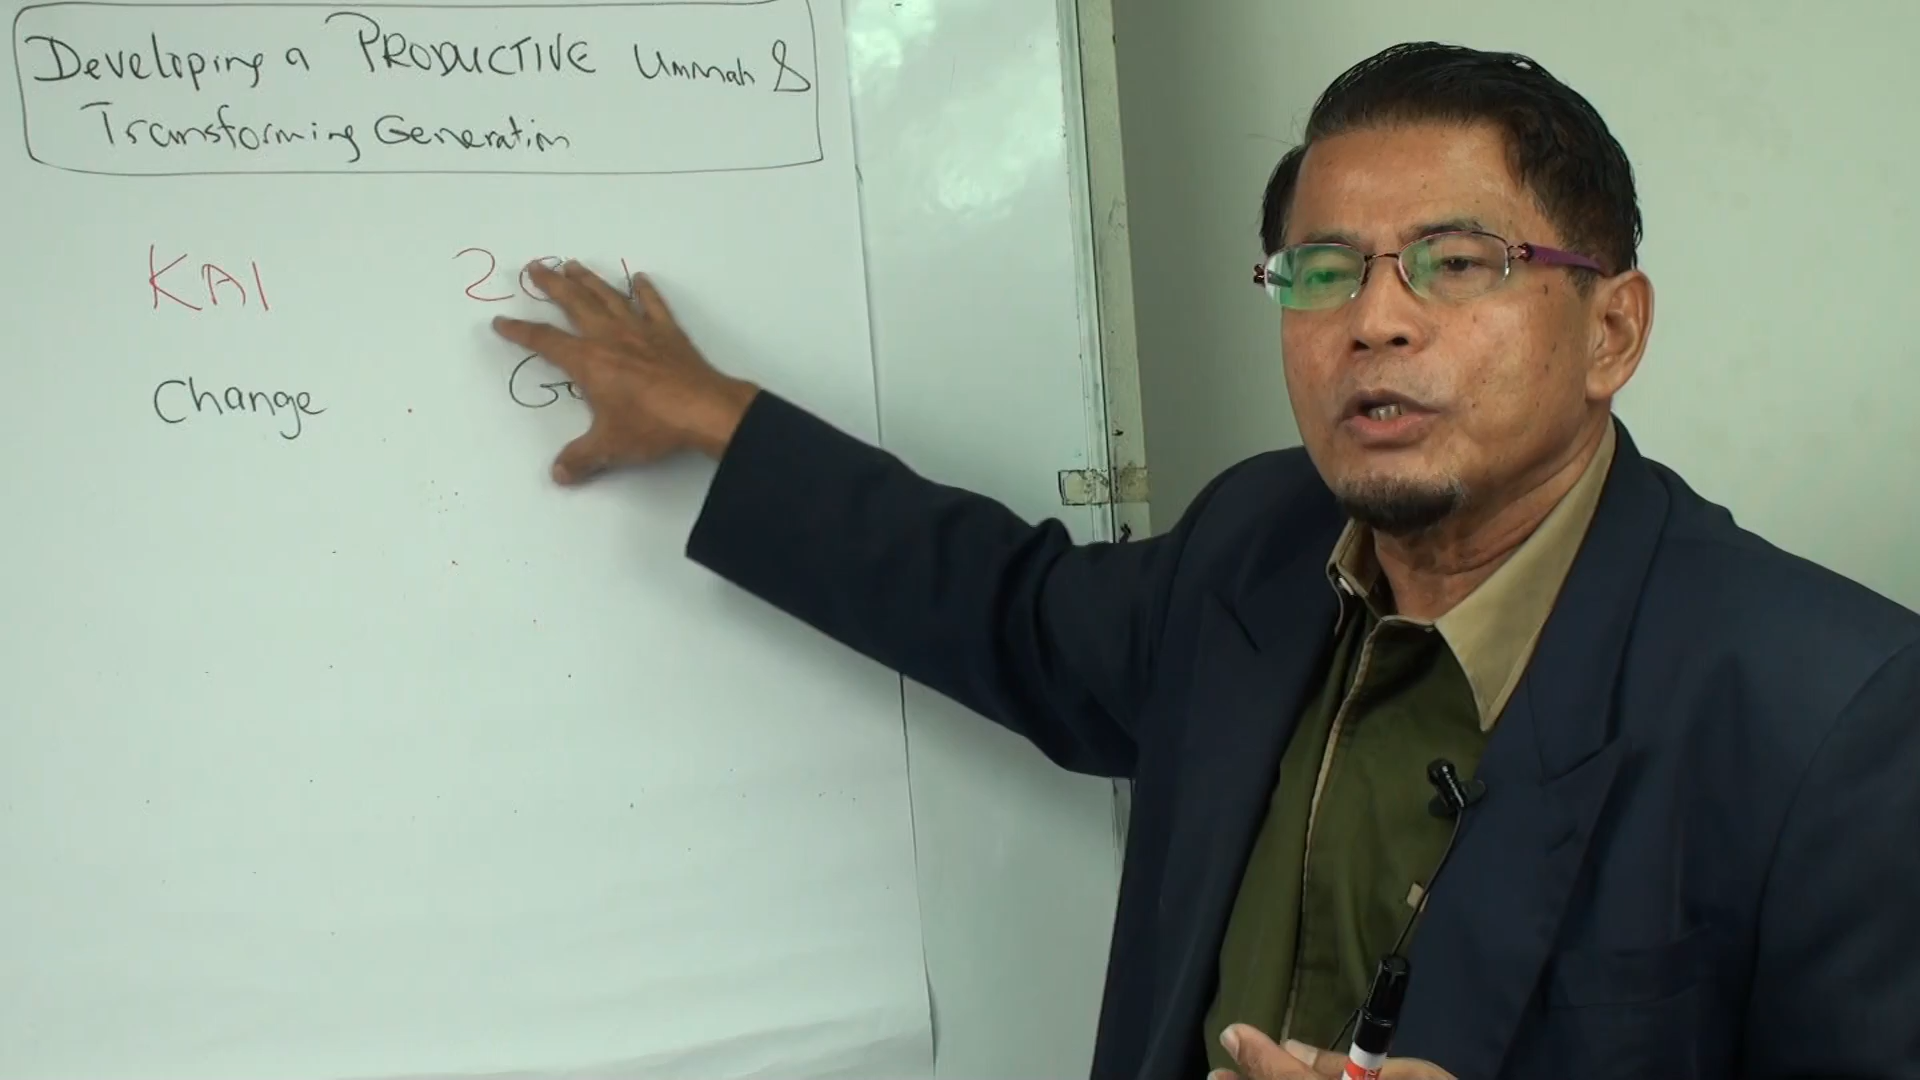 Developing a PRODUCTIVE Ummah &
Transforming Generation
KAI
Change